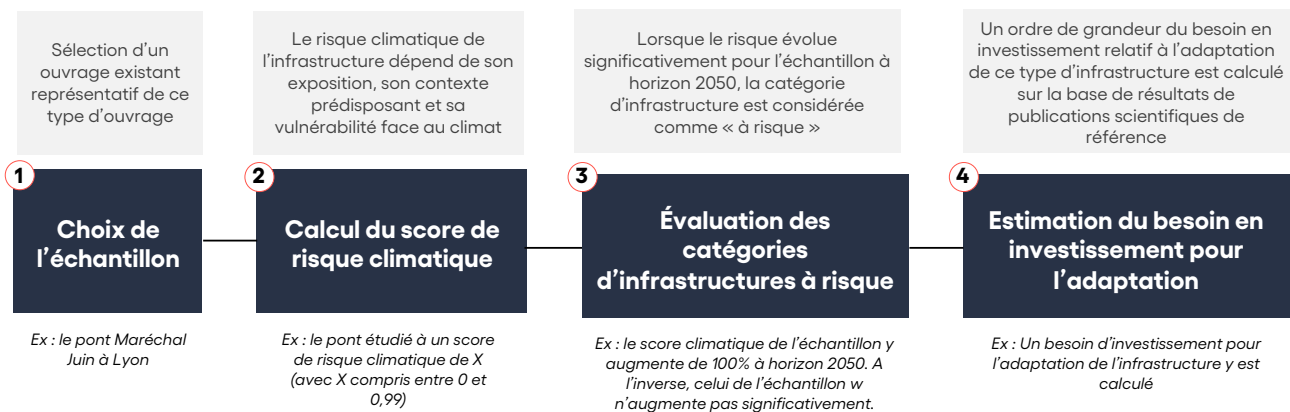 Sélection d'un
ouvrage existant
représentatif de ce
type d'ouvrage
Le risque climatique de
l'infrastructure dépend de son
exposition, son contexte
prédisposant et sa
vulnérabilité face au climat
Lorsque le risque évolue
significativement pour l'échantillon à
horizon 2050, la catégorie
d'infrastructure est considérée
comme « à risque »
Un ordre de grandeur du besoin en
investissement relatif à l'adaptation
de ce type d'infrastructure est calculé
sur la base de résultats de
publications scientifiques de
référence
1
Choix de
l'échantillon
2
Calcul du score de
risque climatique
3
Évaluation des
catégories
d'infrastructures à risque
4
Estimation du besoin en
investissement pour
l'adaptation
Ex : le pont Maréchal
Juin à Lyon
Ex : le pont étudié à un score
de risque climatique de X
(avec X compris entre 0 et
0,99)
Ex : le score climatique de l'échantillon y
augmente de 100% à horizon 2050. A
l'inverse, celui de l'échantillon w
n'augmente pas significativement.
Ex : Un besoin d'investissement pour
l'adaptation de l'infrastructure y est
calculé